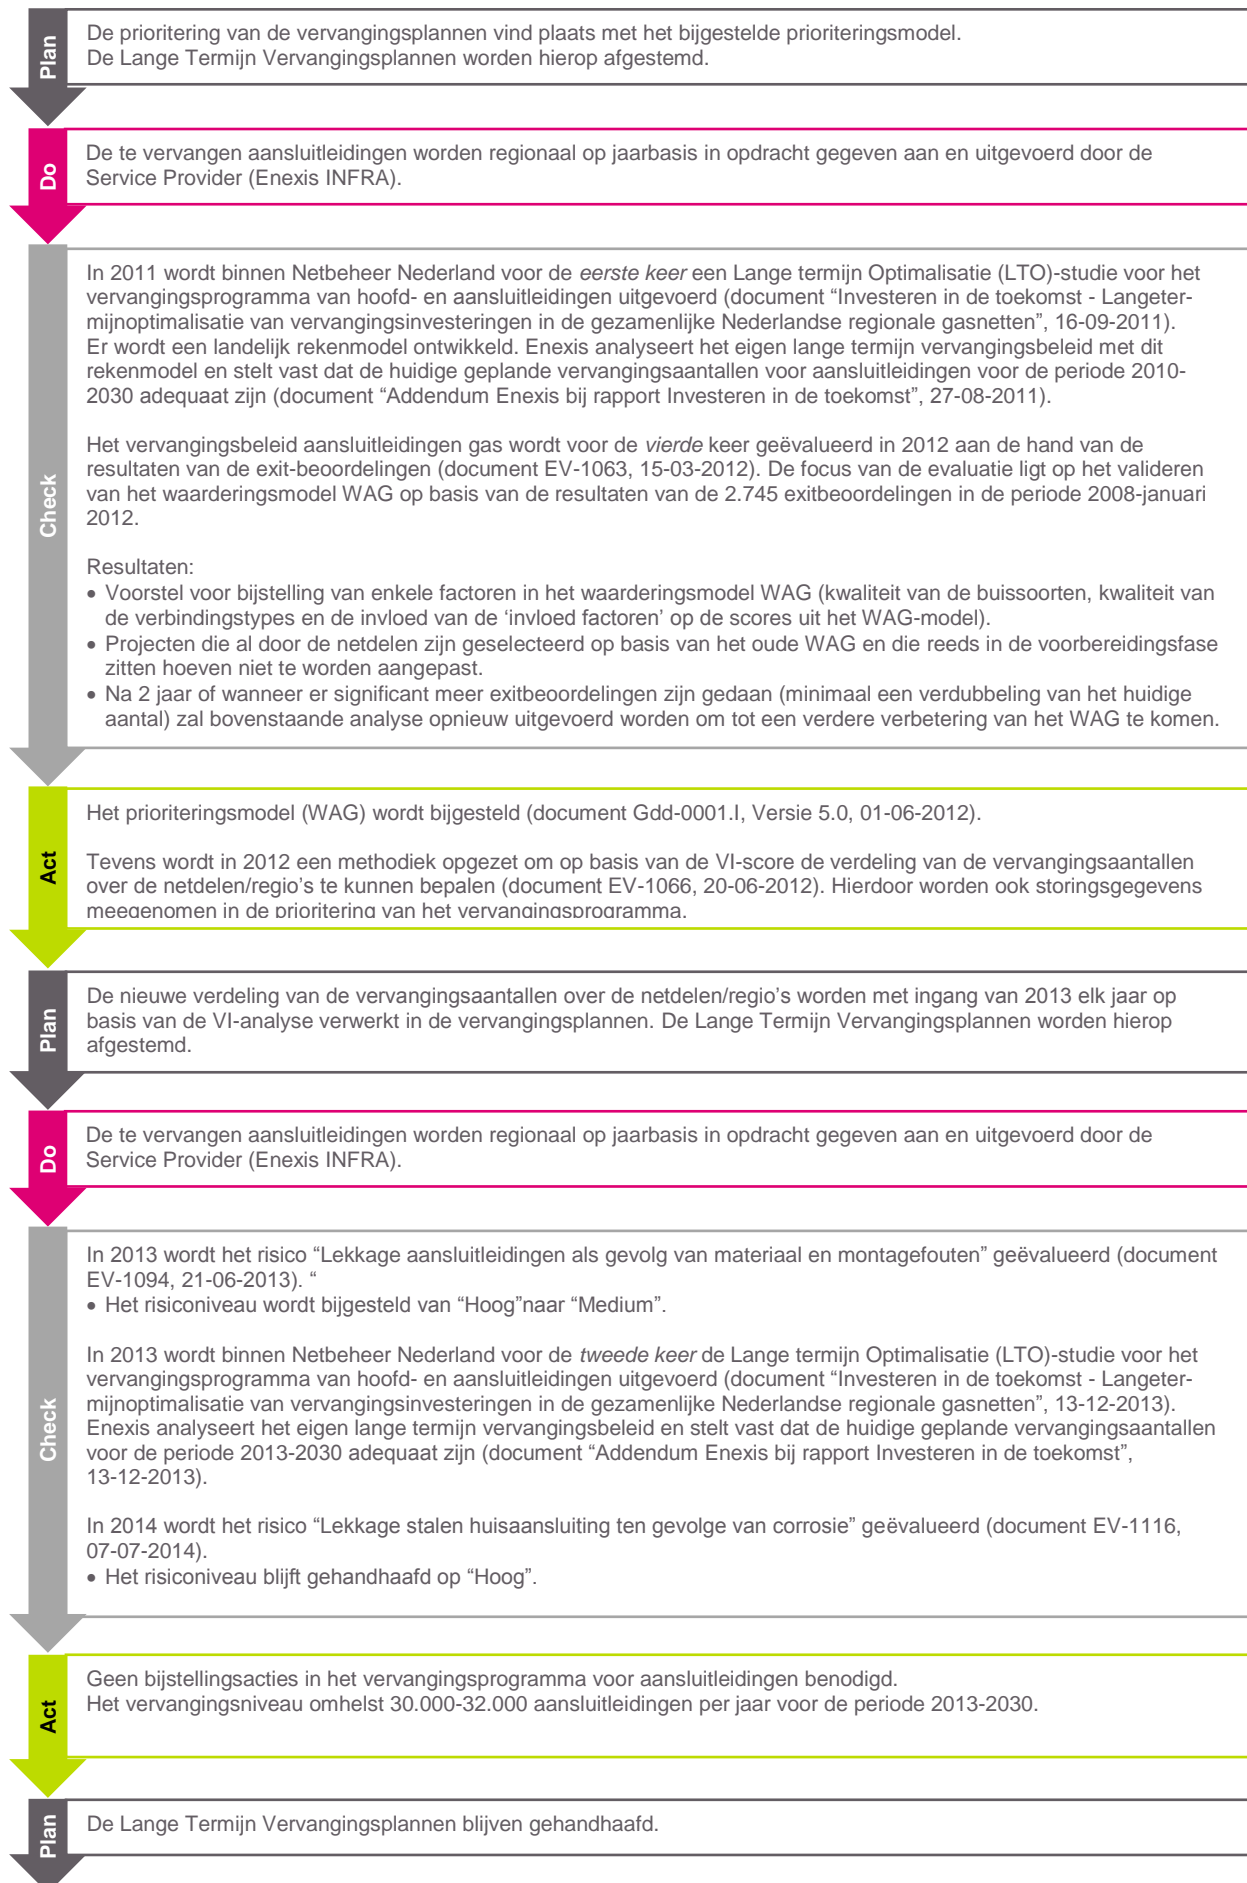 Plan
De prioritering van de vervangingsplannen vind plaats met het bijgestelde prioriteringsmodel.
De Lange Termijn Vervangingsplannen worden hierop afgestemd.
Do
De te vervangen aansluitleidingen worden regionaal op jaarbasis in opdracht gegeven aan en uitgevoerd door de
Service Provider (Enexis INFRA).
Check
In 2011 wordt binnen Netbeheer Nederland voor de eerste keer een Lange termijn Optimalisatie (LTO)-studie voor het
vervangingsprogramma van hoofd- en aansluitleidingen uitgevoerd (document “Investeren in de toekomst - Langeter-
mijnoptimalisatie van vervangingsinvesteringen in de gezamenlijke Nederlandse regionale gasnetten”, 16-09-2011).
Er wordt een landelijk rekenmodel ontwikkeld. Enexis analyseert het eigen lange termijn vervangingsbeleid met dit
rekenmodel en stelt vast dat de huidige geplande vervangingsaantallen voor aansluitleidingen voor de periode 2010-
2030 adequaat zijn (document “Addendum Enexis bij rapport Investeren in de toekomst”, 27-08-2011).
Het vervangingsbeleid aansluitleidingen gas wordt voor de vierde keer geëvalueerd in 2012 aan de hand van de
resultaten van de exit-beoordelingen (document EV-1063, 15-03-2012). De focus van de evaluatie ligt op het valideren
van het waarderingsmodel WAG op basis van de resultaten van de 2.745 exitbeoordelingen in de periode 2008-januari
2012.
Resultaten:
• Voorstel voor bijstelling van enkele factoren in het waarderingsmodel WAG (kwaliteit van de buissoorten, kwaliteit van
de verbindingstypes en de invloed van de ‘invloed factoren’ op de scores uit het WAG-model).
• Projecten die al door de netdelen zijn geselecteerd op basis van het oude WAG en die reeds in de voorbereidingsfase
zitten hoeven niet te worden aangepast.
• Na 2 jaar of wanneer er significant meer exitbeoordelingen zijn gedaan (minimaal een verdubbeling van het huidige
aantal) zal bovenstaande analyse opnieuw uitgevoerd worden om tot een verdere verbetering van het WAG te komen.
Act
Het prioriteringsmodel (WAG) wordt bijgesteld (document Gdd-0001.I, Versie 5.0, 01-06-2012).
Tevens wordt in 2012 een methodiek opgezet om op basis van de VI-score de verdeling van de vervangingsaantallen
over de netdelen/regio’s te kunnen bepalen (document EV-1066, 20-06-2012). Hierdoor worden ook storingsgegevens
meegenomen in de prioritering van het vervangingsprogramma.
Plan
De nieuwe verdeling van de vervangingsaantallen over de netdelen/regio’s worden met ingang van 2013 elk jaar op
basis van de VI-analyse verwerkt in de vervangingsplannen. De Lange Termijn Vervangingsplannen worden hierop
afgestemd.
Do
De te vervangen aansluitleidingen worden regionaal op jaarbasis in opdracht gegeven aan en uitgevoerd door de
Service Provider (Enexis INFRA).
Check
In 2013 wordt het risico “Lekkage aansluitleidingen als gevolg van materiaal en montagefouten” geëvalueerd (document
EV-1094, 21-06-2013). “
• Het risiconiveau wordt bijgesteld van “Hoog”naar “Medium”.
In 2013 wordt binnen Netbeheer Nederland voor de tweede keer de Lange termijn Optimalisatie (LTO)-studie voor het
vervangingsprogramma van hoofd- en aansluitleidingen uitgevoerd (document “Investeren in de toekomst - Langeter-
mijnoptimalisatie van vervangingsinvesteringen in de gezamenlijke Nederlandse regionale gasnetten”, 13-12-2013).
Enexis analyseert het eigen lange termijn vervangingsbeleid en stelt vast dat de huidige geplande vervangingsaantallen
voor de periode 2013-2030 adequaat zijn (document “Addendum Enexis bij rapport Investeren in de toekomst”,
13-12-2013).
In 2014 wordt het risico “Lekkage stalen huisaansluiting ten gevolge van corrosie” geëvalueerd (document EV-1116,
07-07-2014).
• Het risiconiveau blijft gehandhaafd op “Hoog”.
Act
Geen bijstellingsacties in het vervangingsprogramma voor aansluitleidingen benodigd.
Het vervangingsniveau omhelst 30.000-32.000 aansluitleidingen per jaar voor de periode 2013-2030.
Plan
De Lange Termijn Vervangingsplannen blijven gehandhaafd.